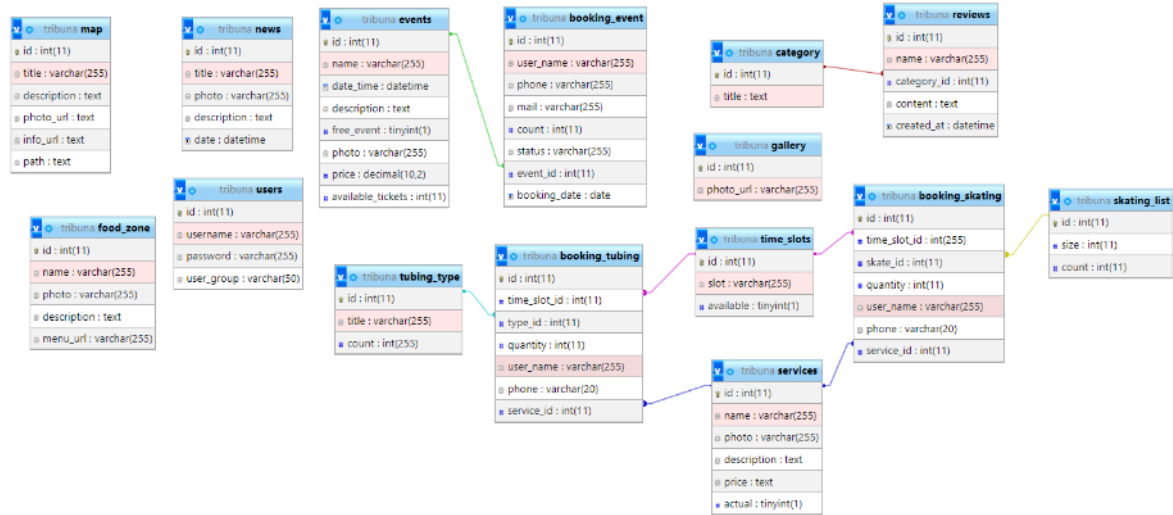 tribuna map
id : int(11)
title : varchar(255)
description : text
photo_url : text
info_url : text
path : text
tribuna news
id : int(11)
title : varchar(255)
photo : varchar(255)
description : text
date : datetime
tribuna events
id : int(11)
name : varchar(255)
date_time : datetime
description : text
free_event : tinyint(1)
photo : varchar(255)
price : decimal(10,2)
available_tickets : int(11)
tribuna booking_event
id : int(11)
user_name : varchar(255)
phone : varchar(255)
mail : varchar(255)
count : int(11)
status : varchar(255)
event_id : int(11)
booking_date : date
tribuna category
id : int(11)
title : text
tribuna reviews
id : int(11)
name : varchar(255)
category_id : int(11)
content : text
created_at : datetime
tribuna gallery
id : int(11)
photo_url : varchar(255)
tribuna users
id : int(11)
username : varchar(255)
password : varchar(255)
user_group : varchar(50)
tribuna food_zone
id : int(11)
name : varchar(255)
photo : varchar(255)
description : text
menu_url : varchar(255)
tribuna tubing_type
id : int(11)
title : varchar(255)
count : int(255)
tribuna booking_tubing
id : int(11)
time_slot_id : int(11)
type_id : int(11)
quantity : int(11)
user_name : varchar(255)
phone : varchar(20)
service_id : int(11)
tribuna time_slots
id : int(11)
slot : varchar(255)
available : tinyint(1)
tribuna booking_skating
id : int(11)
time_slot_id : int(255)
skate_id : int(11)
quantity : int(11)
user_name : varchar(255)
phone : varchar(20)
service_id : int(11)
tribuna skating_list
id : int(11)
size : int(11)
count : int(11)
tribuna services
id : int(11)
name : varchar(255)
photo : varchar(255)
description : text
price : text
actual : tinyint(1)